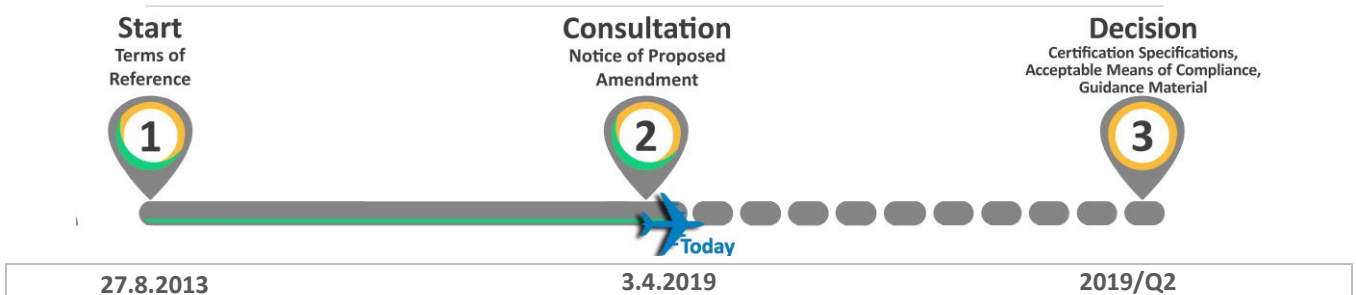 Start
Terms of
Reference
1
Consultation
Notice of Proposed
Amendment
2
Decision
Certification Specifications,
Acceptable Means of Compliance,
Guidance Material
3
Today
27.8.2013
3.4.2019
2019/Q2